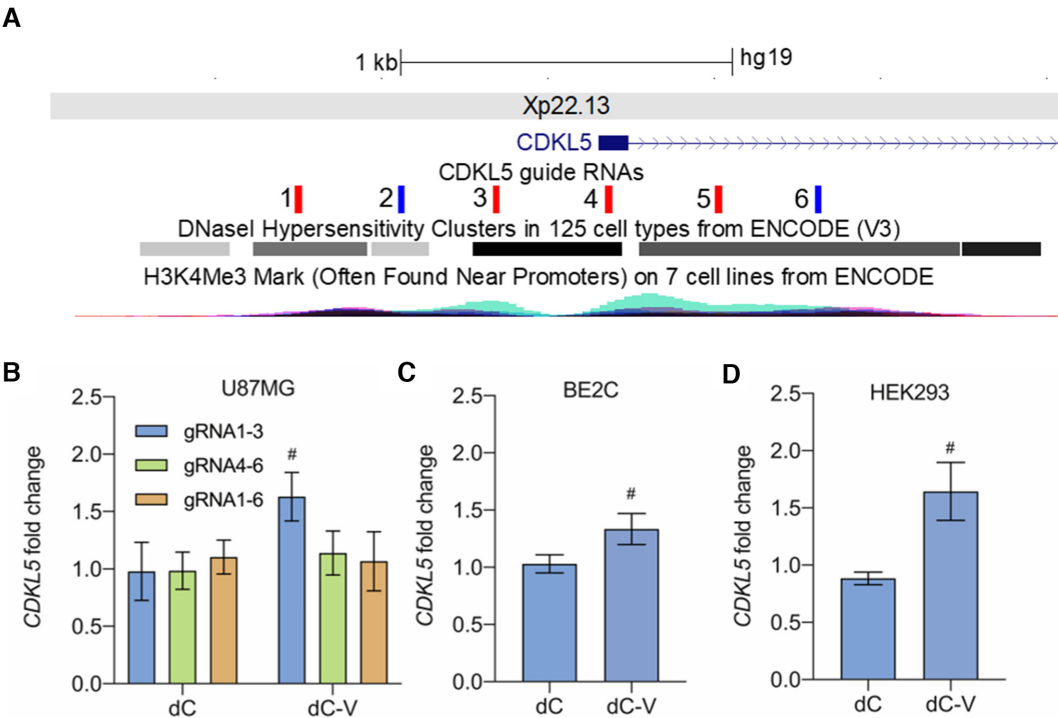 A
1 kb hg19
Xp22.13
CDKL5
CDKL5 guide RNAs
1 2 3 4 5 6
DNaseI Hypersensitivity Clusters in 125 cell types from ENCODE (V3)
H3K4Me3 Mark (Often Found Near Promoters) on 7 cell lines from ENCODE
B
U87MG
CDKL5 fold change
2.5
2.0
1.5
1.0
0.5
0.0
gRNA1-3
gRNA4-6
gRNA1-6
#
dC dC-V
C
BE2C
CDKL5 fold change
2.5
2.0
1.5
1.0
0.5
0.0
#
dC dC-V
D
HEK293
CDKL5 fold change
2.5
2.0
1.5
1.0
0.5
0.0
#
dC dC-V